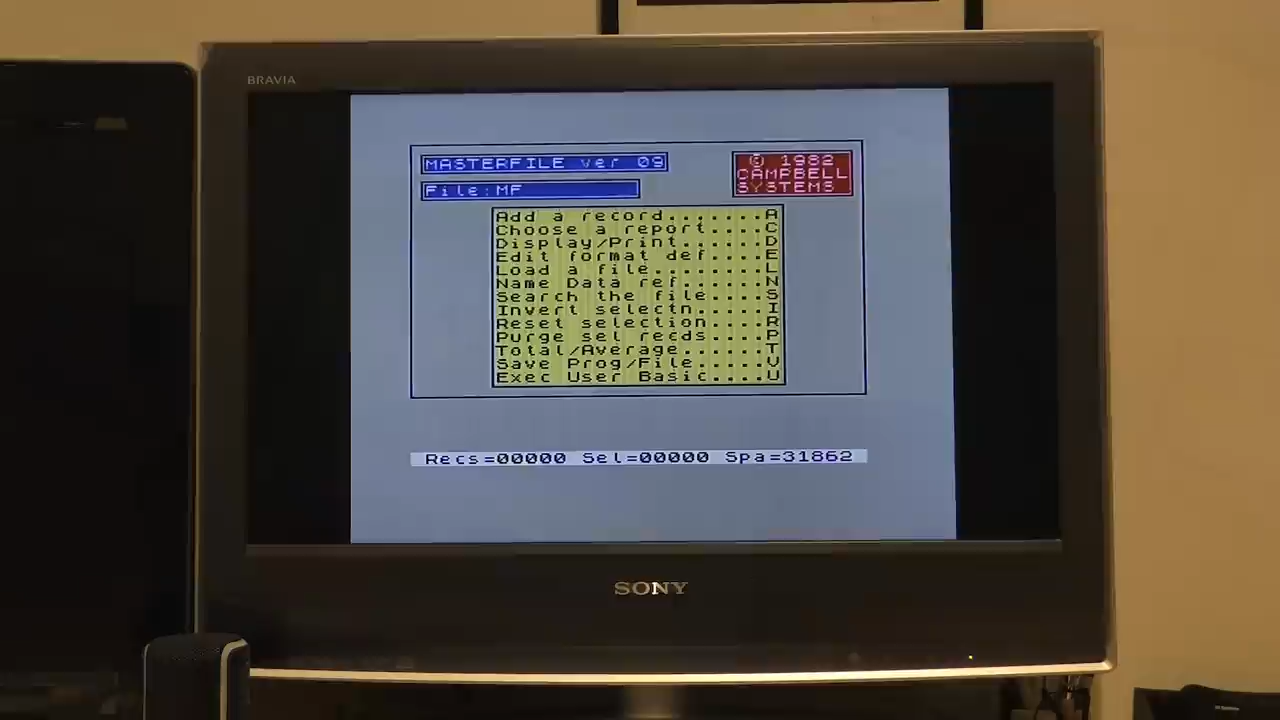 BRAVIA
MASTERFILE ver 09
© 1982
CAMPBELL
SYSTEMS
File:MF
Add a record.......A
Choose a report....C
Display/Print......D
Edit format def....E
Load a file........L
Name Data ref......N
Search the file....S
Invert selectn.....I
Reset selection....R
Purge sel recds....P
Total/Average......T
Save Prog/File.....V
Exec User Basic....U
Recs=00000 Sel=00000 Spa=31862
SONY